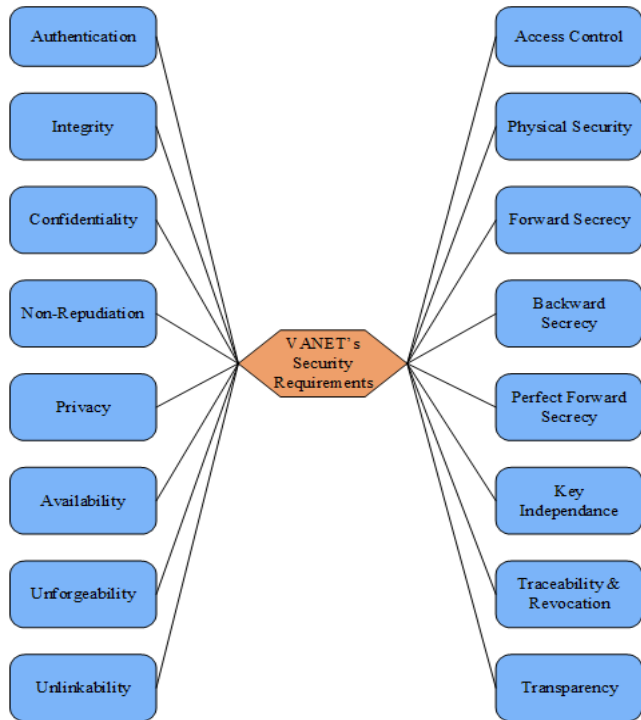 Authentication
Integrity
Confidentiality
Non-Repudiation
Privacy
Availability
Unforgeability
Unlinkability
VANET's
Security
Requirements
Access Control
Physical Security
Forward Secrecy
Backward
Secrecy
Perfect Forward
Secrecy
Key
Independance
Traceability &
Revocation
Transparency